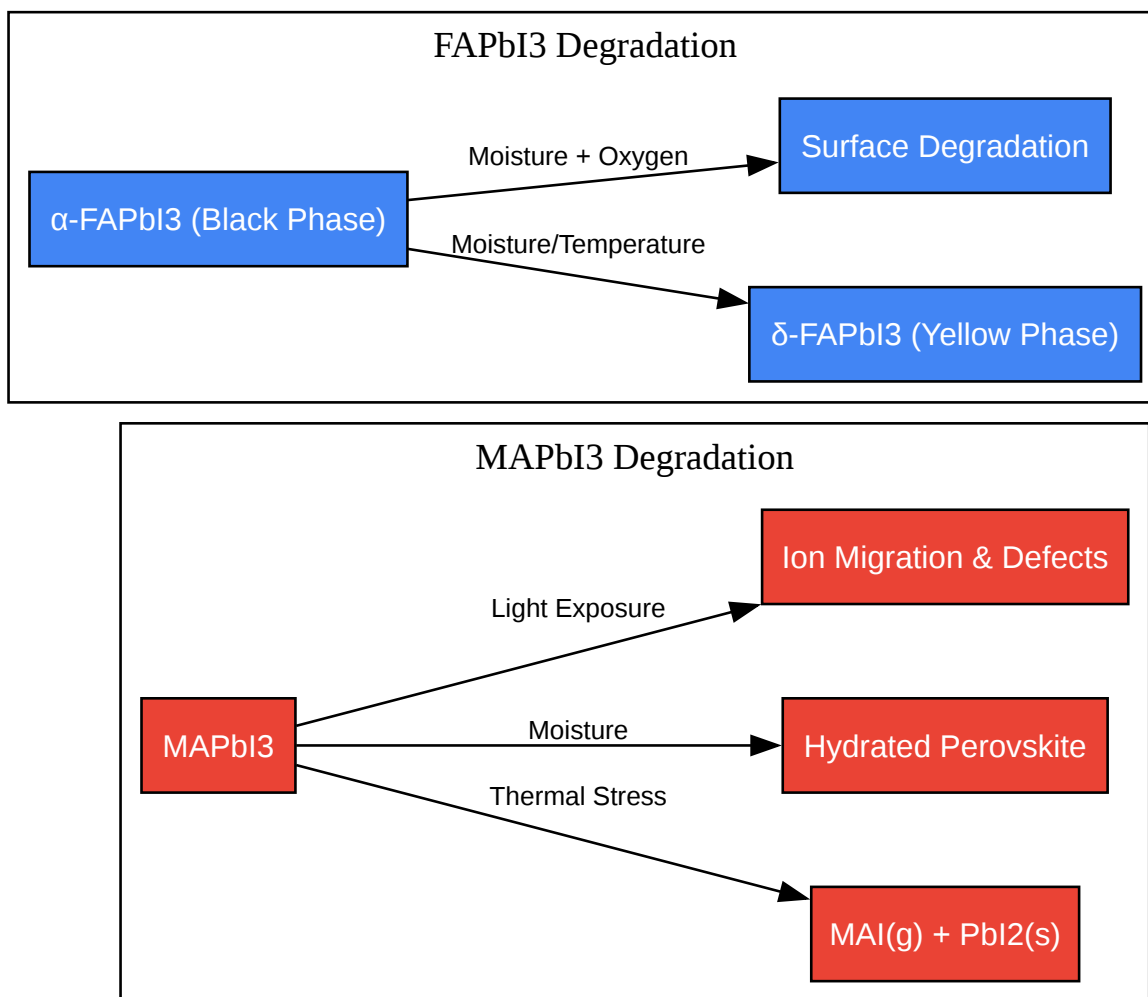 FAPbI3 Degradation
Moisture + Oxygen
Surface Degradation
α-FAPbI3 (Black Phase)
Moisture/Temperature
δ-FAPbI3 (Yellow Phase)
MAPbI3 Degradation
Ion Migration & Defects
Light Exposure
MAPbI3
Moisture
Hydrated Perovskite
Thermal Stress
MAI(g) + PbI2(s)